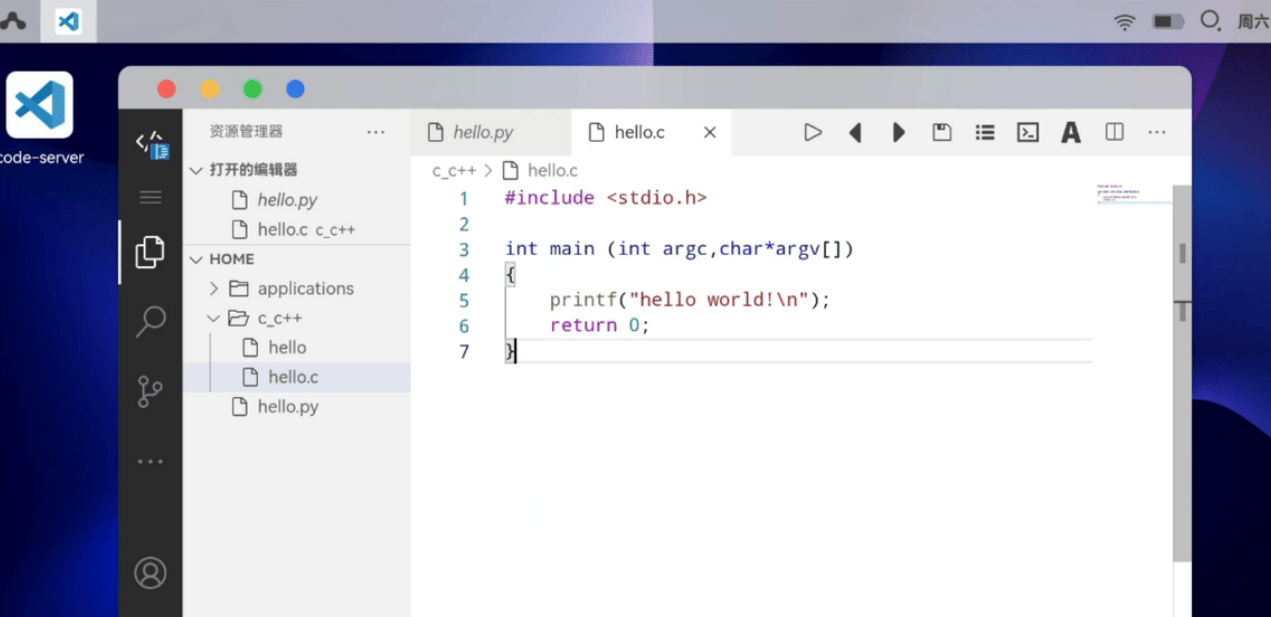 周六
code-server
资源管理器
打开的编辑器
hello.py
hello.c c_c++
HOME
applications
c_c++
hello
hello.c
hello.py
hello.py
hello.c
c_c++ > hello.c
1 #include <stdio.h>
2
3 int main (int argc,char*argv[])
4 {
5 printf("hello world!\n");
6 return 0;
7 }